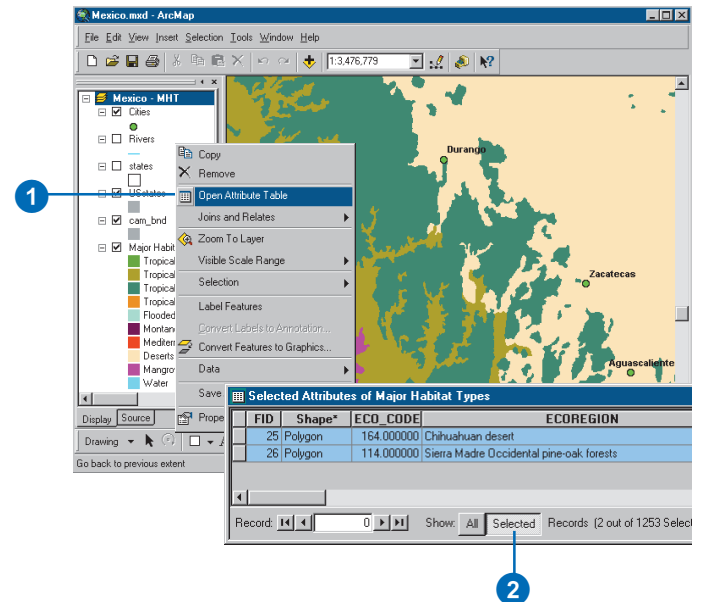 Mexico.mxd - ArcMap
File Edit View Insert Selection Tools Window Help
1:3,476,779
Mexico - MHT
Cities
Rivers
states
UStates
cam_bnd
Major Habit
Tropical
Tropical
Tropical
Tropical
Flooded
Montan
Mediter
Deserts
Mangro
Water
Display Source
Drawing
Go back to previous extent
1
Copy
Remove
Open Attribute Table
Joins and Relates
Zoom To Layer
Visible Scale Range
Selection
Label Features
Convert Labels to Annotation...
Convert Features to Graphics...
Data
Save
Prope
Durango
Zacatecas
Aguascaliente
Selected Attributes of Major Habitat Types
FID Shape* ECO_CODE ECOREGION
25 Polygon 164.000000 Chihuahuan desert
26 Polygon 114.000000 Sierra Madre Occidental pine-oak forests
Record: 0 Show: All Selected Records (2 out of 1253 Select
2